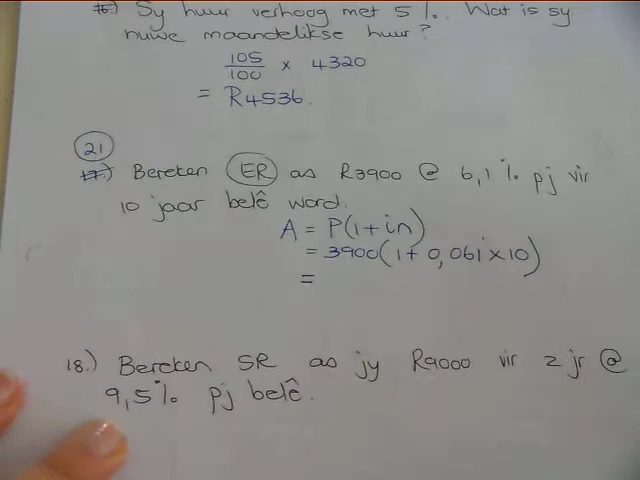 16.) Sy huur verhoog met 5%. Wat is sy
nuwe maandelikse huur?
105/100 × 4320
= R4536.
21
17.) Bereken ER as R3900 @ 6,1% pj vir
10 jaar belê word.
A = P(1+in)
= 3900(1+0,061×10)
=
18.) Bereken SR as jy R9000 vir 2 jr @
9,5% pj belê.